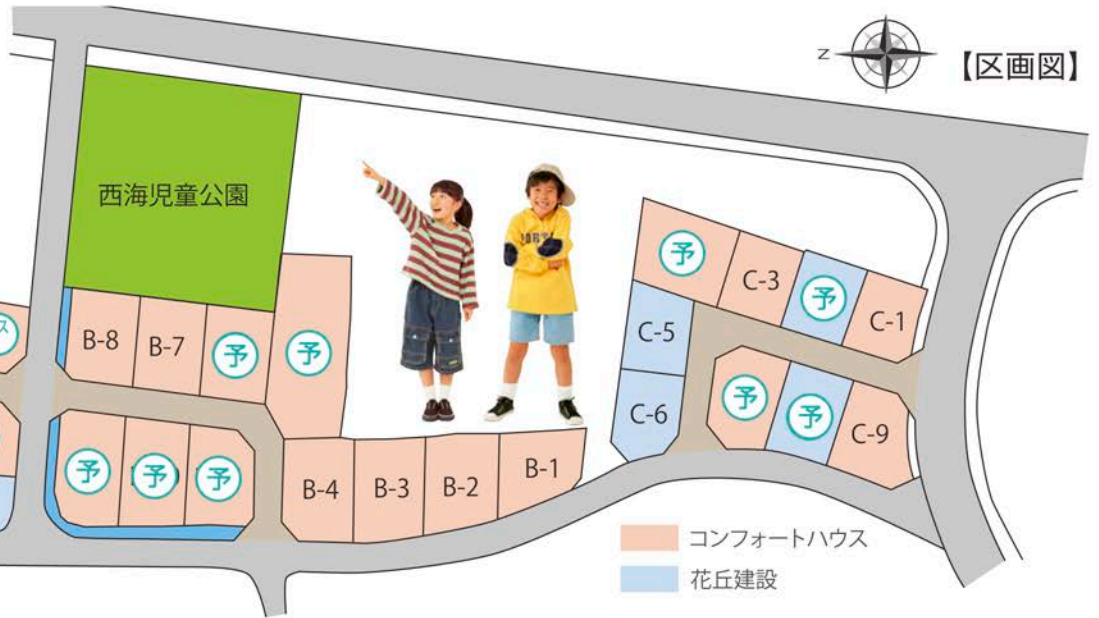 Z
【区画図】
西海児童公園
予
C-3
予
C-1
ス
B-8
B-7
予
予
C-5
C-6
予
予
C-9
予
予
予
B-4
B-3
B-2
B-1
コンフォートハウス
花丘建設